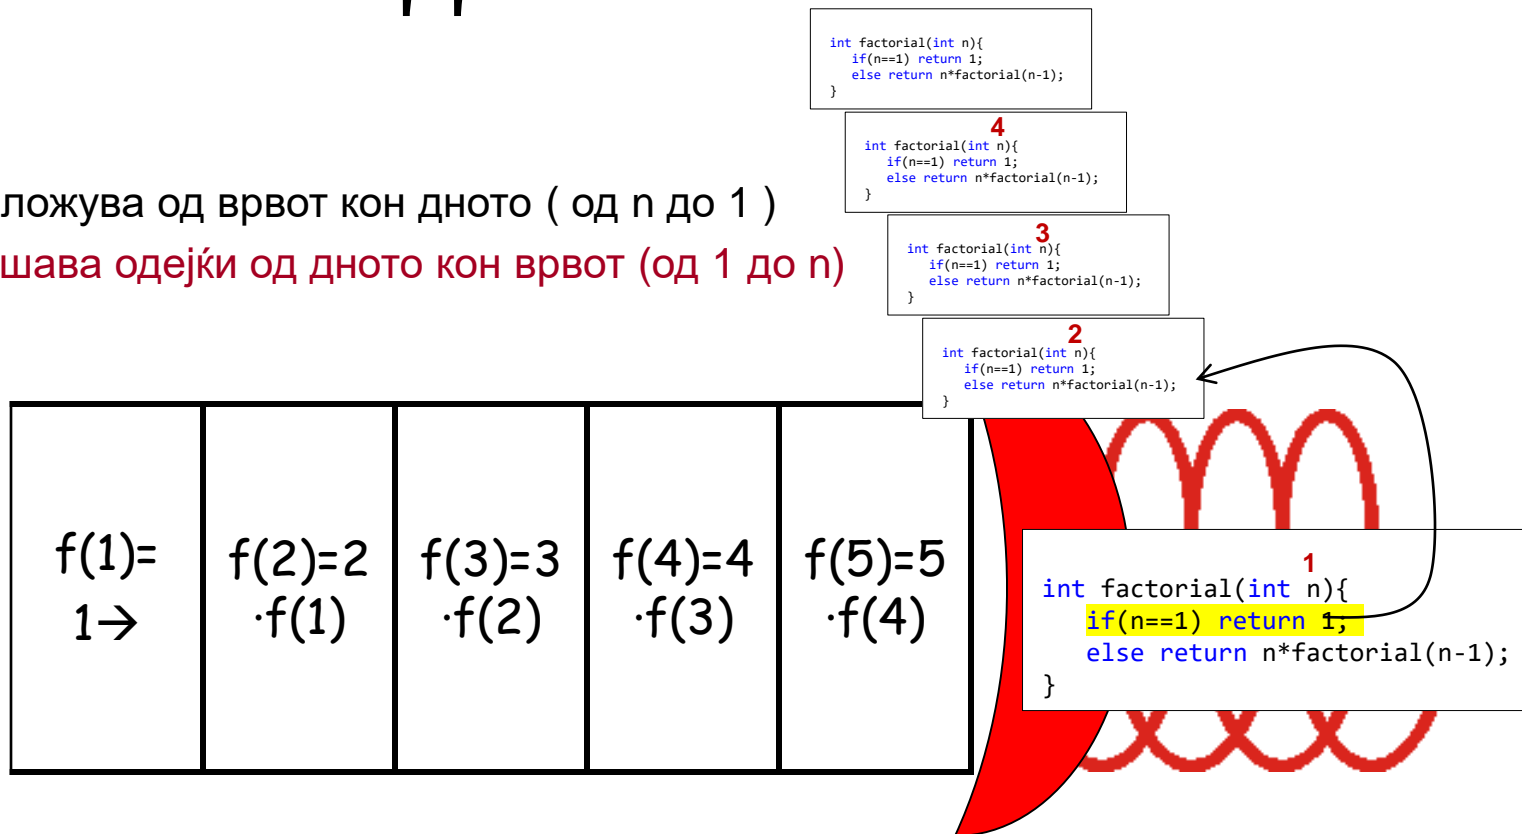 int factorial(int n){
if(n==1) return 1;
else return n*factorial(n-1);
}
4
int factorial(int n){
if(n==1) return 1;
else return n*factorial(n-1);
}
ложува од врвот кон дното ( од n до 1 )
3
int factorial(int n){
if(n==1) return 1;
else return n*factorial(n-1);
}
шава одејќи од дното кон врвот (од 1 до n)
2
int factorial(int n){
if(n==1) return 1;
else return n*factorial(n-1);
}
f(1)=
1→
f(2)=2
·f(1)
f(3)=3
·f(2)
f(4)=4
·f(3)
f(5)=5
·f(4)
1
int factorial(int n){
if(n==1) return 1;
else return n*factorial(n-1);
}